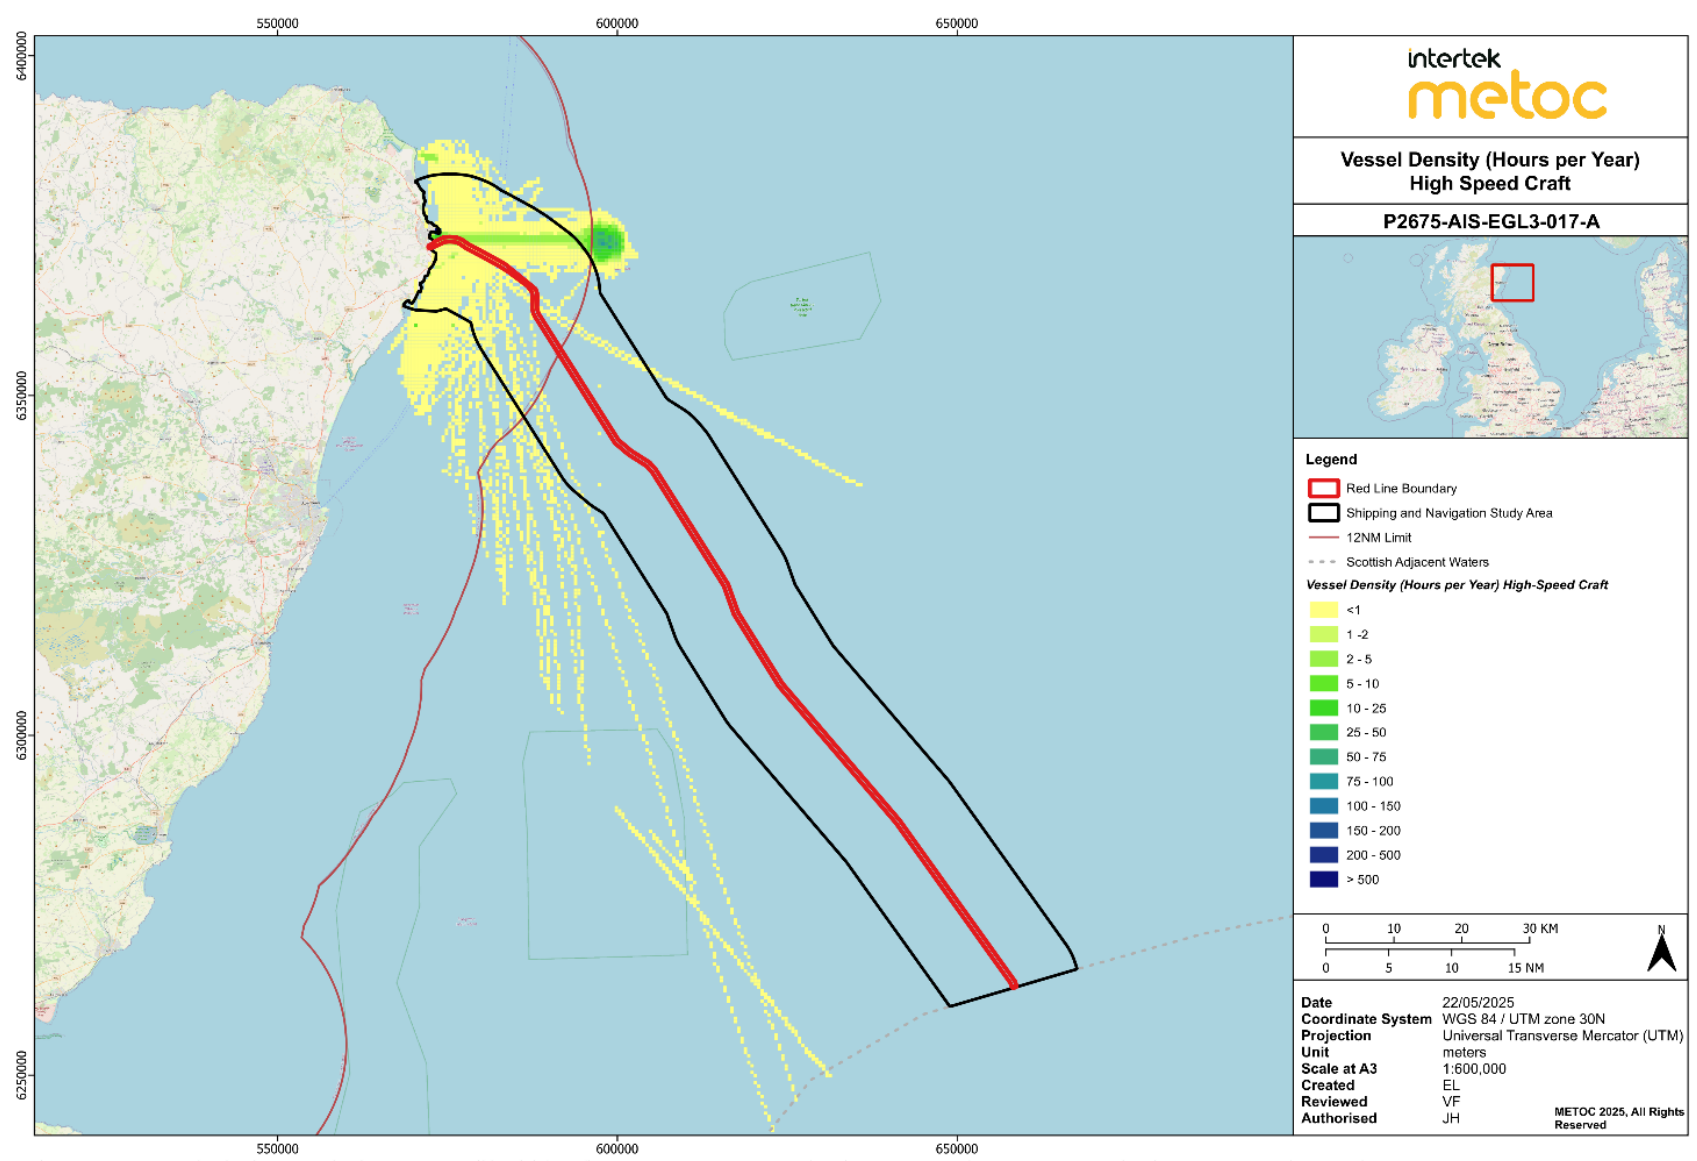 550000
600000
650000
6400000
6350000
6300000
6250000
550000
600000
650000
intertek
metoc
Vessel Density (Hours per Year)
High Speed Craft
P2675-AIS-EGL3-017-A
Legend
Red Line Boundary
Shipping and Navigation Study Area
12NM Limit
Scottish Adjacent Waters
Vessel Density (Hours per Year) High-Speed Craft
<1
1 -2
2 - 5
5 - 10
10 - 25
25 - 50
50 - 75
75 - 100
100 - 150
150 - 200
200 - 500
> 500
0 10 20 30 KM
0 5 10 15 NM
N
Date 22/05/2025
Coordinate System WGS 84 / UTM zone 30N
Projection Universal Transverse Mercator (UTM)
Unit meters
Scale at A3 1:600,000
Created EL
Reviewed VF
Authorised JH
METOC 2025, All Rights
Reserved